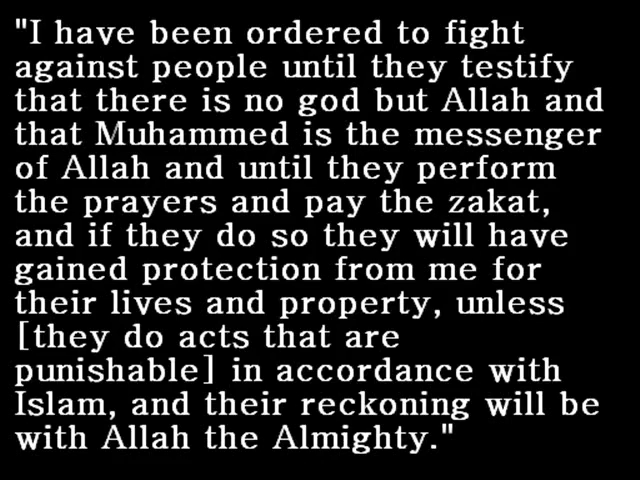 "I have been ordered to fight
against people until they testify
that there is no god but Allah and
that Muhammed is the messenger
of Allah and until they perform
the prayers and pay the zakat,
and if they do so they will have
gained protection from me for
their lives and property, unless
[they do acts that are
punishable] in accordance with
Islam, and their reckoning will be
with Allah the Almighty."